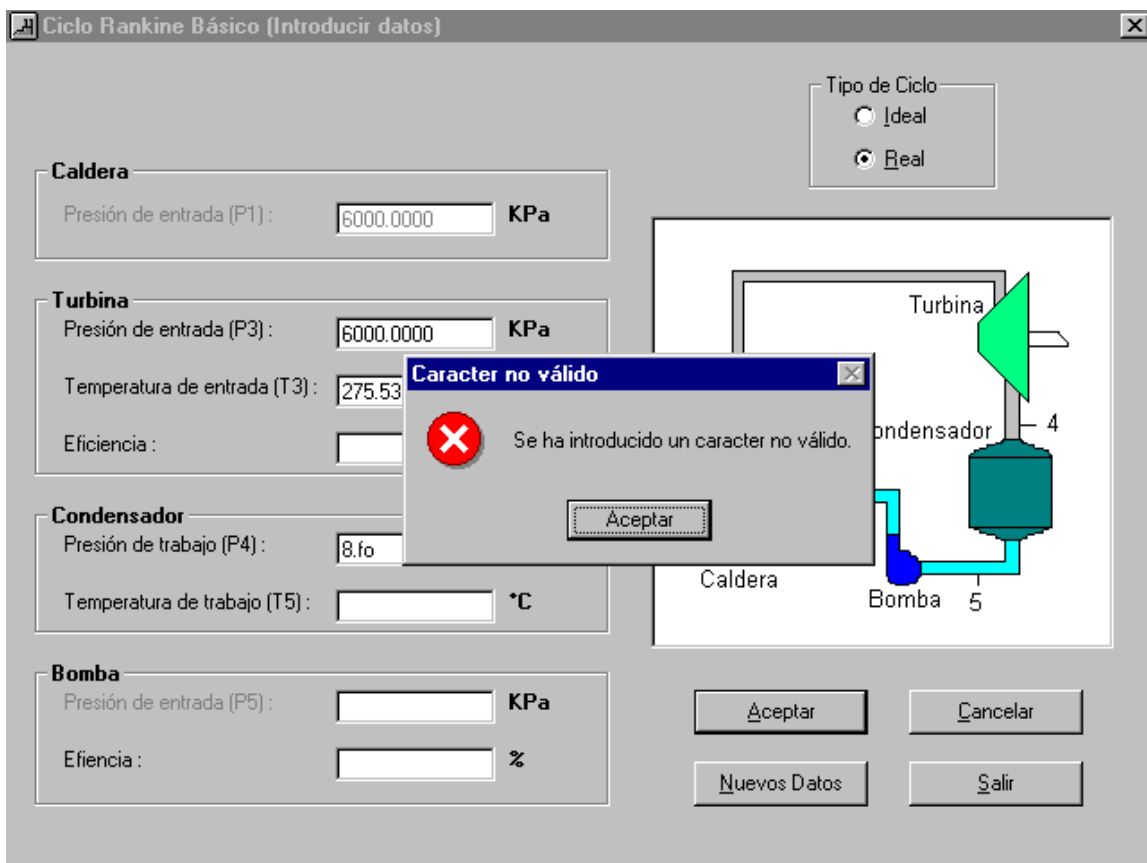 Ciclo Rankine Básico (Introducir datos)
Tipo de Ciclo
Ideal
Real
Caldera
Presión de entrada (P1) : 6000.0000 KPa
Turbina
Presión de entrada (P3) : 6000.0000 KPa
Temperatura de entrada (T3) : 275.53
Eficiencia :
Condensador
Presión de trabajo (P4) : 8.fo
Temperatura de trabajo (T5) : °C
Bomba
Presión de entrada (P5) : KPa
Efiencia : %
Caracter no válido
Se ha introducido un caracter no válido.
Aceptar
Turbina
ondensador 4
Caldera
Bomba 5
Aceptar Cancelar
Nuevos Datos Salir